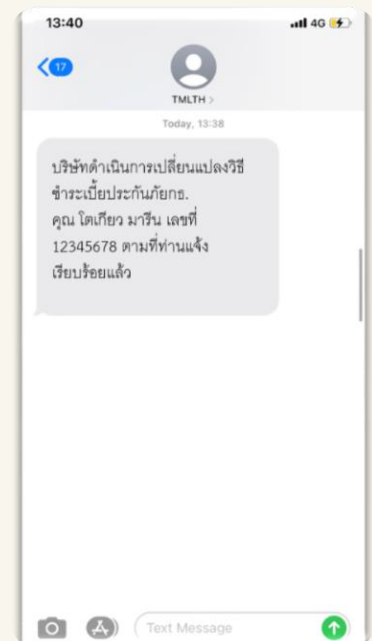 13:40
4G
17
TMLTH >
Today, 13:38
บริษัทดำเนินการเปลี่ยนแปลงวิธี
ชำระเบี้ยประกันภัยกธ.
คุณ โตเกียว มารีน เลขที่
12345678 ตามที่ท่านแจ้ง
เรียบร้อยแล้ว
Text Message